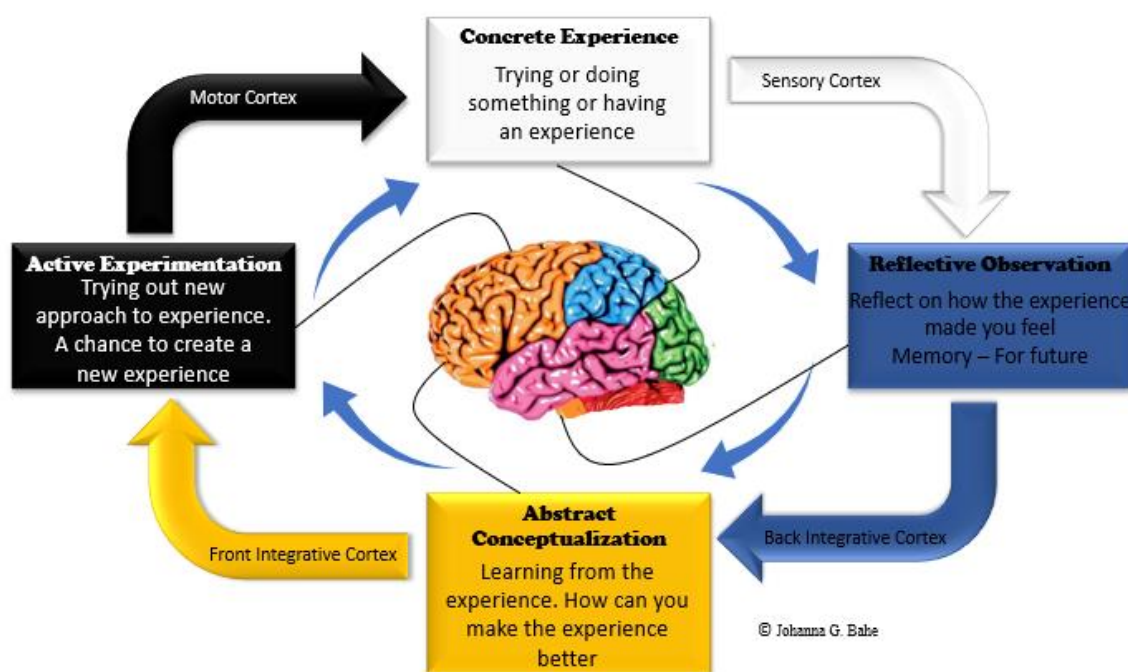 Concrete Experience
Trying or doing
something or having
an experience
Motor Cortex
Sensory Cortex
Active Experimentation
Trying out new
approach to experience.
A chance to create a
new experience
Reflective Observation
Reflect on how the experience
made you feel
Memory – For future
Front Integrative Cortex
Back Integrative Cortex
Abstract
Conceptualization
Learning from the
experience. How can you
make the experience
better
© Johanna G. Bahe